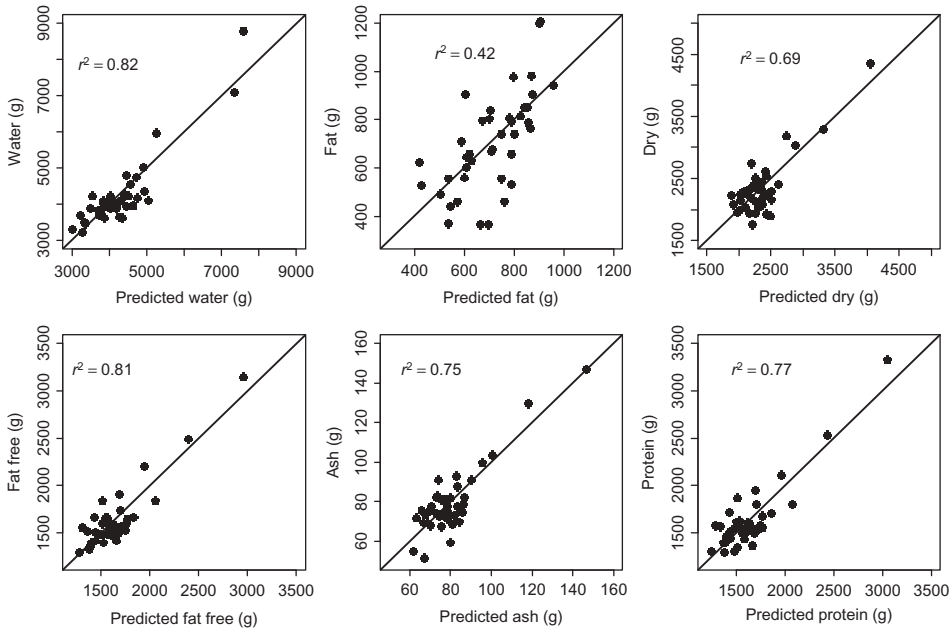 9000
7000
5000
3000
Water (g)
r² = 0.82
3000 5000 7000 9000
Predicted water (g)
1200
1000
800
600
400
Fat (g)
r² = 0.42
400 600 800 1000 1200
Predicted fat (g)
4500
3500
2500
1500
Dry (g)
r² = 0.69
1500 2500 3500 4500
Predicted dry (g)
3500
3000
2500
2000
1500
Fat free (g)
r² = 0.81
1500 2000 2500 3000 3500
Predicted fat free (g)
160
140
120
100
80
60
Ash (g)
r² = 0.75
60 80 100 120 140 160
Predicted ash (g)
3500
3000
2500
2000
1500
Protein (g)
r² = 0.77
1500 2000 2500 3000 3500
Predicted protein (g)